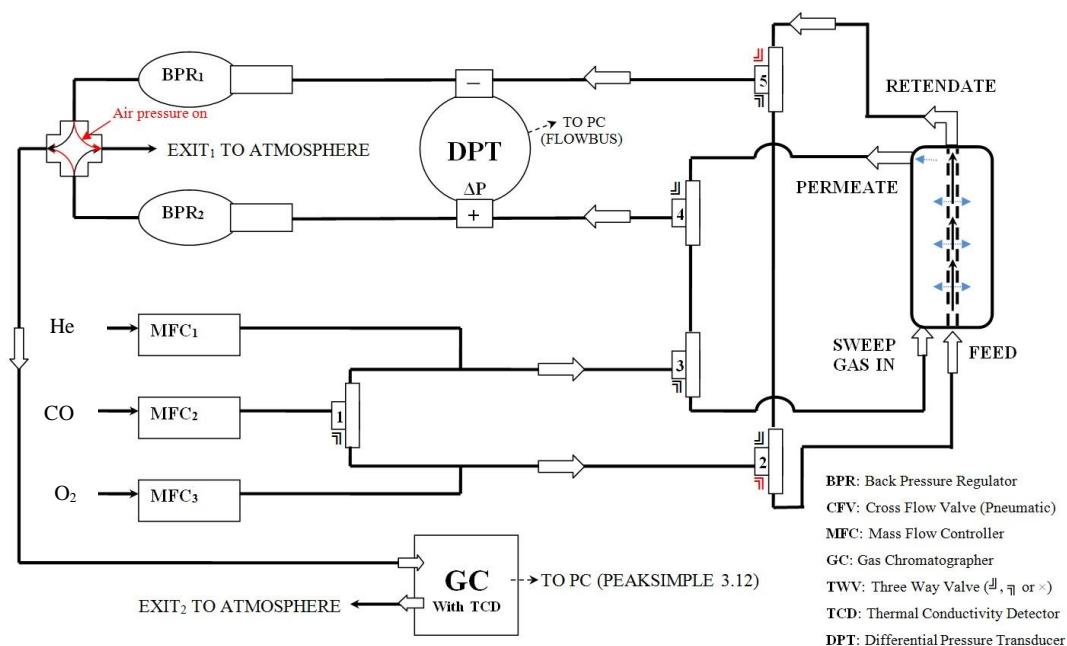 BPR₁
Air pressure on
EXIT₁ TO ATMOSPHERE
BPR₂
–
DPT
ΔP
+
TO PC
(FLOWBUS)
╝
5
╗
RETENDATE
PERMEATE
╝
4
He
MFC₁
CO
MFC₂
O₂
MFC₃
1
╗
3
╗
SWEEP
GAS IN
FEED
╝
2
╗
GC
With TCD
TO PC (PEAKSIMPLE 3.12)
EXIT₂ TO ATMOSPHERE
BPR: Back Pressure Regulator
CFV: Cross Flow Valve (Pneumatic)
MFC: Mass Flow Controller
GC: Gas Chromatographer
TWV: Three Way Valve (╝, ╗ or ×)
TCD: Thermal Conductivity Detector
DPT: Differential Pressure Transducer